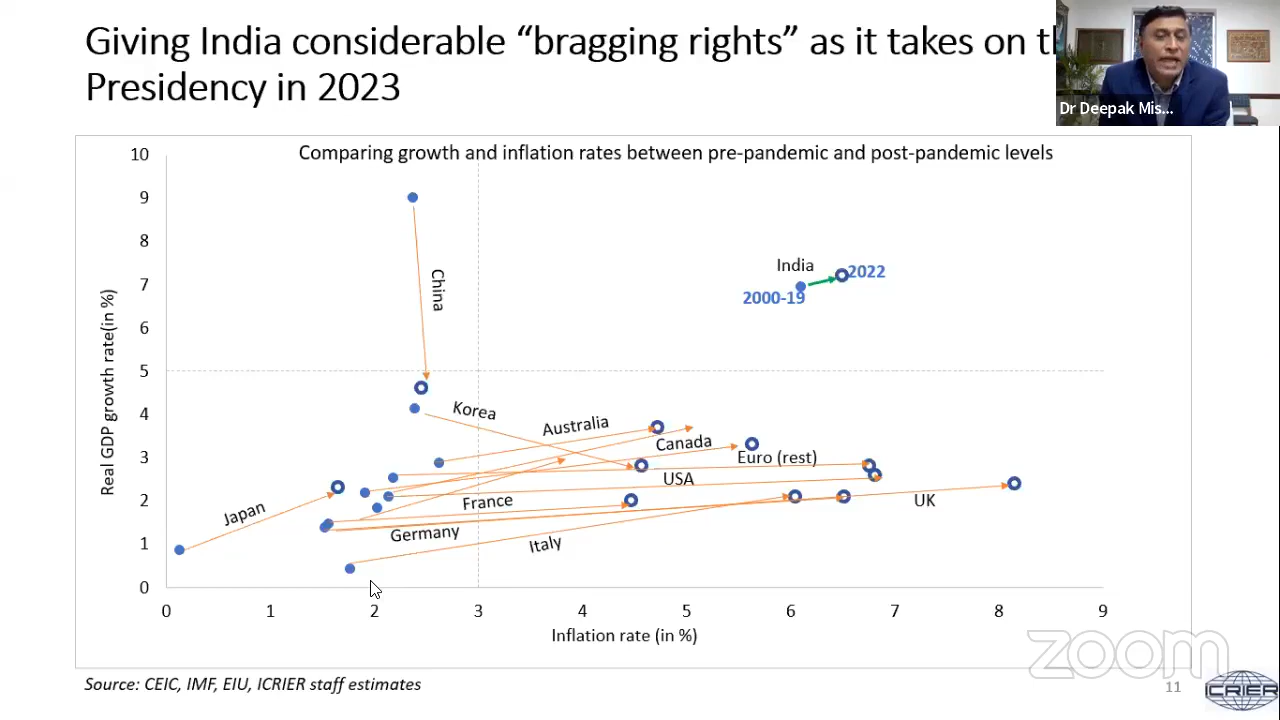 Giving India considerable “bragging rights” as it takes on
Presidency in 2023
Dr Deepak Mis...
Comparing growth and inflation rates between pre-pandemic and post-pandemic levels
Real GDP growth rate(in %)
10
9
8
7
6
5
4
3
2
1
0
China
India
2022
2000-19
Korea
Australia
Canada
Euro (rest)
USA
Japan
France
UK
Germany
Italy
0 1 2 3 4 5 6 7 8 9
Inflation rate (in %)
zoom
Source: CEIC, IMF, EIU, ICRIER staff estimates
11
ICRIER